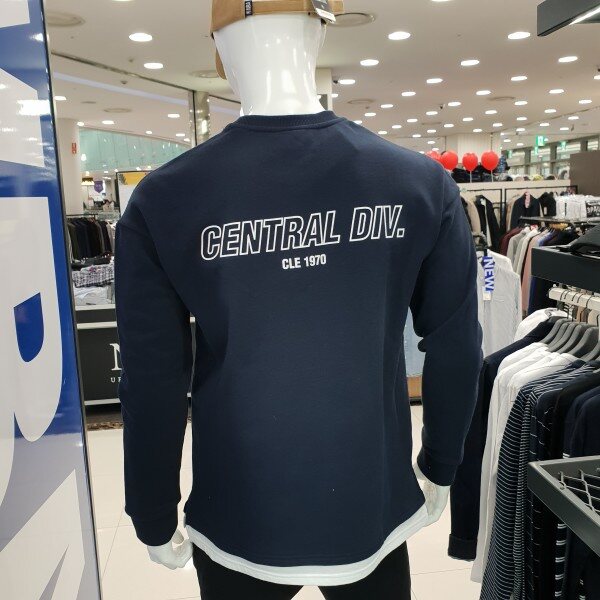 CENTRAL DIV.
CLE 1970
NEW